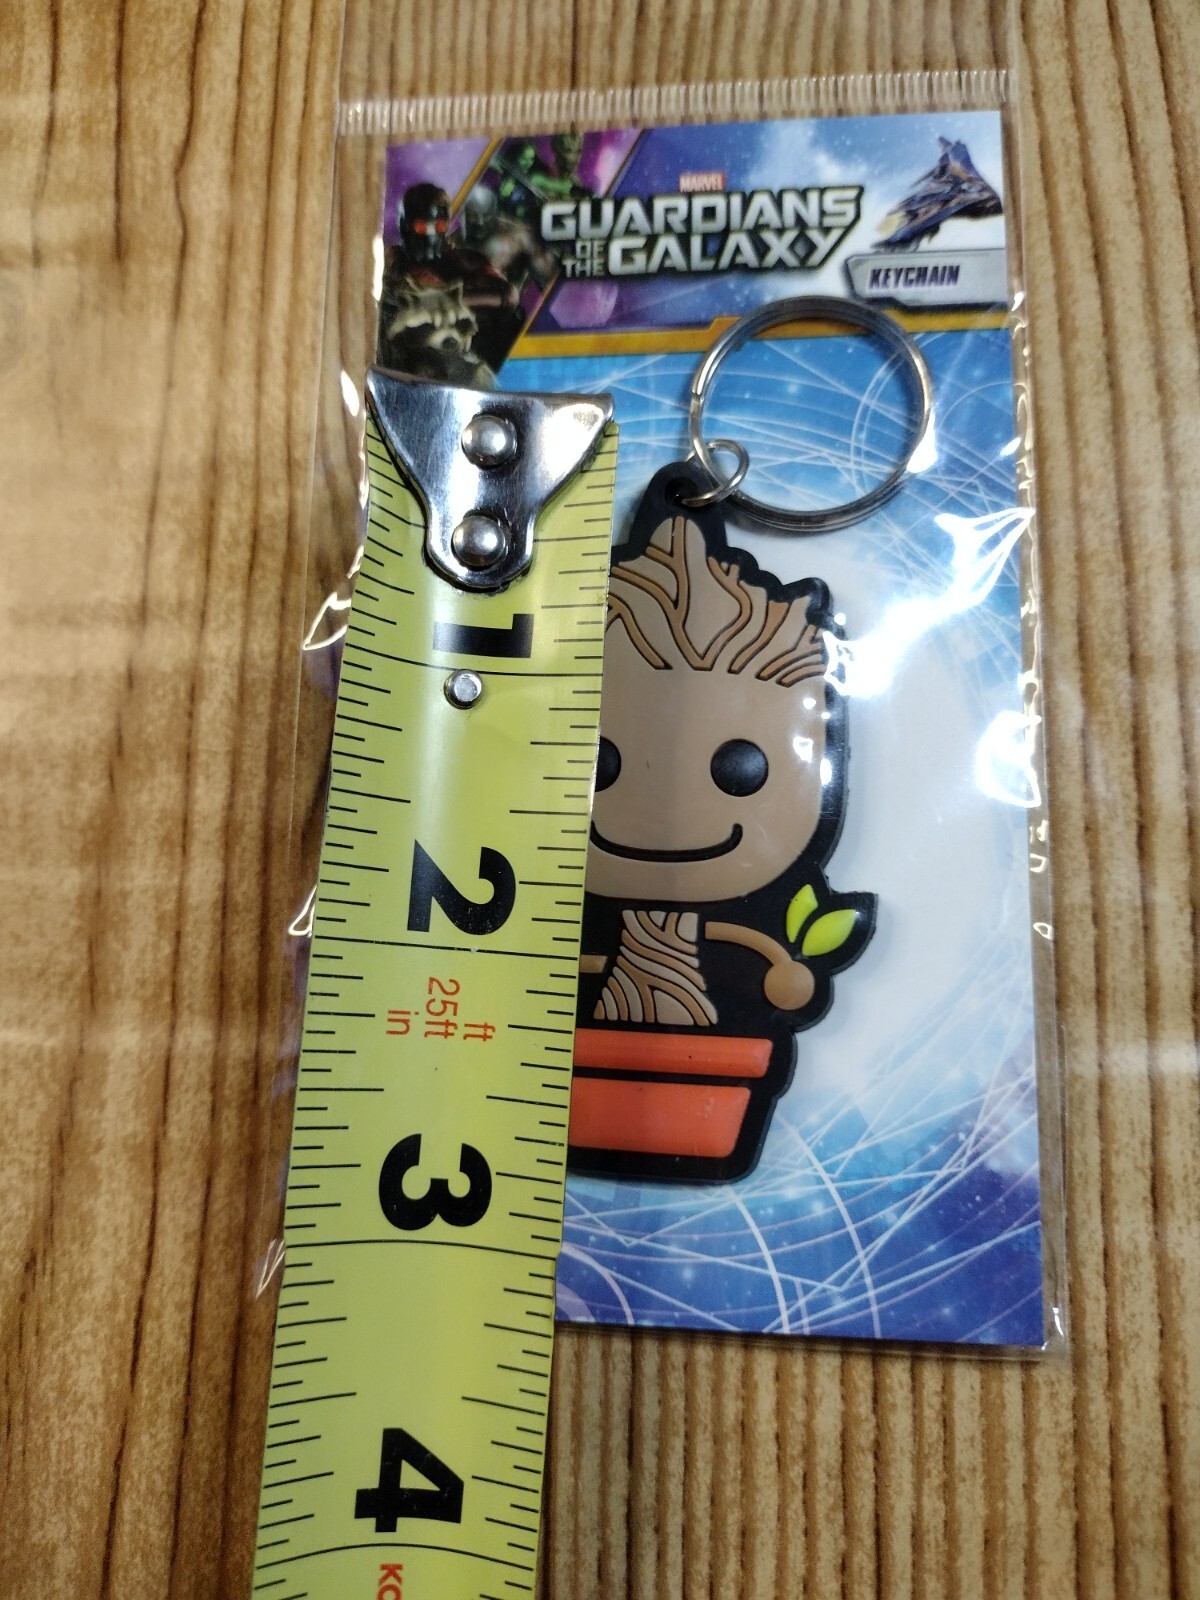 MARVEL
GUARDIANS
OF THE GALAXY
KEYCHAIN
1
2
ft
25ft
in
3
4